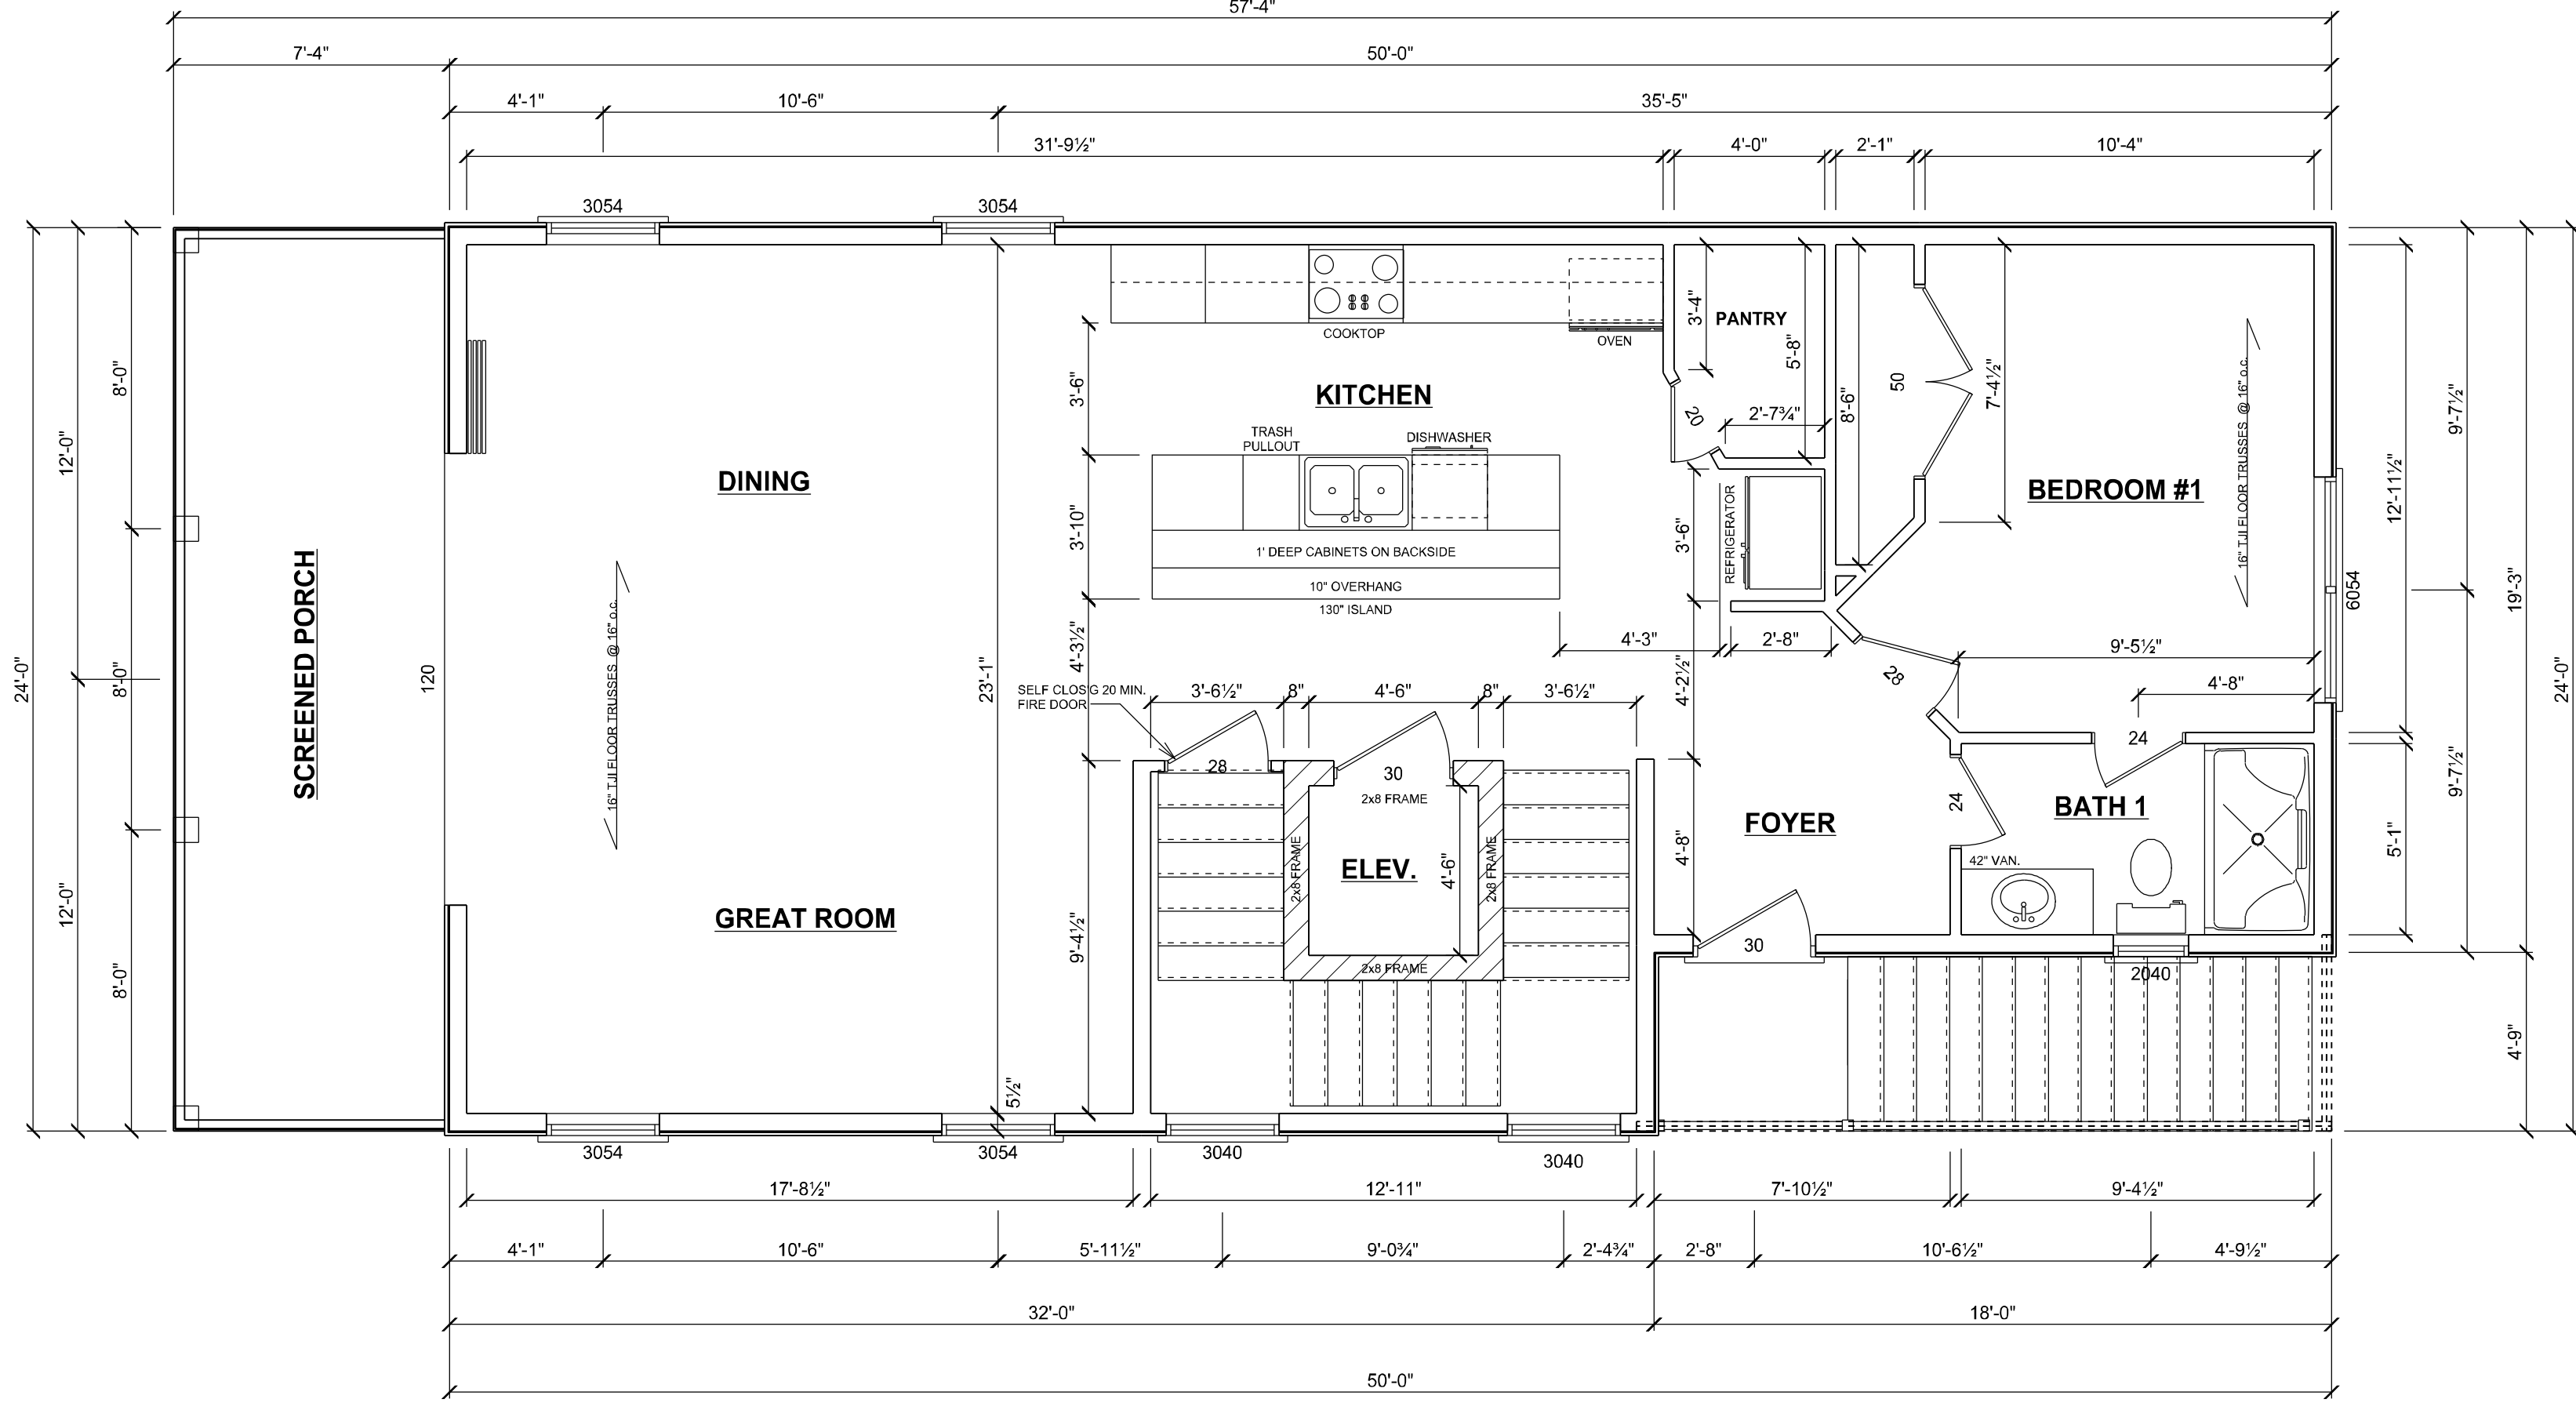 57'-4"
7'-4"
50'-0"
4'-1"
10'-6"
35'-5"
31'-9½"
4'-0"
2'-1"
10'-4"
3054
3054
COOKTOP
OVEN
PANTRY
3'-4"
5'-8"
KITCHEN
3'-6"
20
2'-7¾"
8'-6"
50
7'-4½"
16" TJI FLOOR TRUSSES @ 16" o.c.
TRASH
PULLOUT
DISHWASHER
DINING
BEDROOM #1
REFRIGERATOR
3'-6"
3'-10"
1' DEEP CABINETS ON BACKSIDE
10" OVERHANG
130" ISLAND
SCREENED PORCH
120
16" TJI FLOOR TRUSSES @ 16" o.c.
23'-1"
4'-3½"
4'-3"
2'-8"
4'-2½"
28
9'-5½"
4'-8"
6054
SELF CLOS'G 20 MIN.
FIRE DOOR
3'-6½"
8"
4'-6"
8"
3'-6½"
28
30
2x8 FRAME
2x8 FRAME
2x8 FRAME
2x8 FRAME
ELEV.
4'-6"
4'-8"
FOYER
24
24
BATH 1
42" VAN.
GREAT ROOM
9'-4½"
30
2040
5½"
24'-0"
12'-0"
12'-0"
8'-0"
8'-0"
8'-0"
9'-7½"
12'-11½"
19'-3"
24'-0"
9'-7½"
5'-1"
4'-9"
3054
3054
3040
3040
17'-8½"
12'-11"
7'-10½"
9'-4½"
4'-1"
10'-6"
5'-11½"
9'-0¾"
2'-4¾"
2'-8"
10'-6½"
4'-9½"
32'-0"
18'-0"
50'-0"